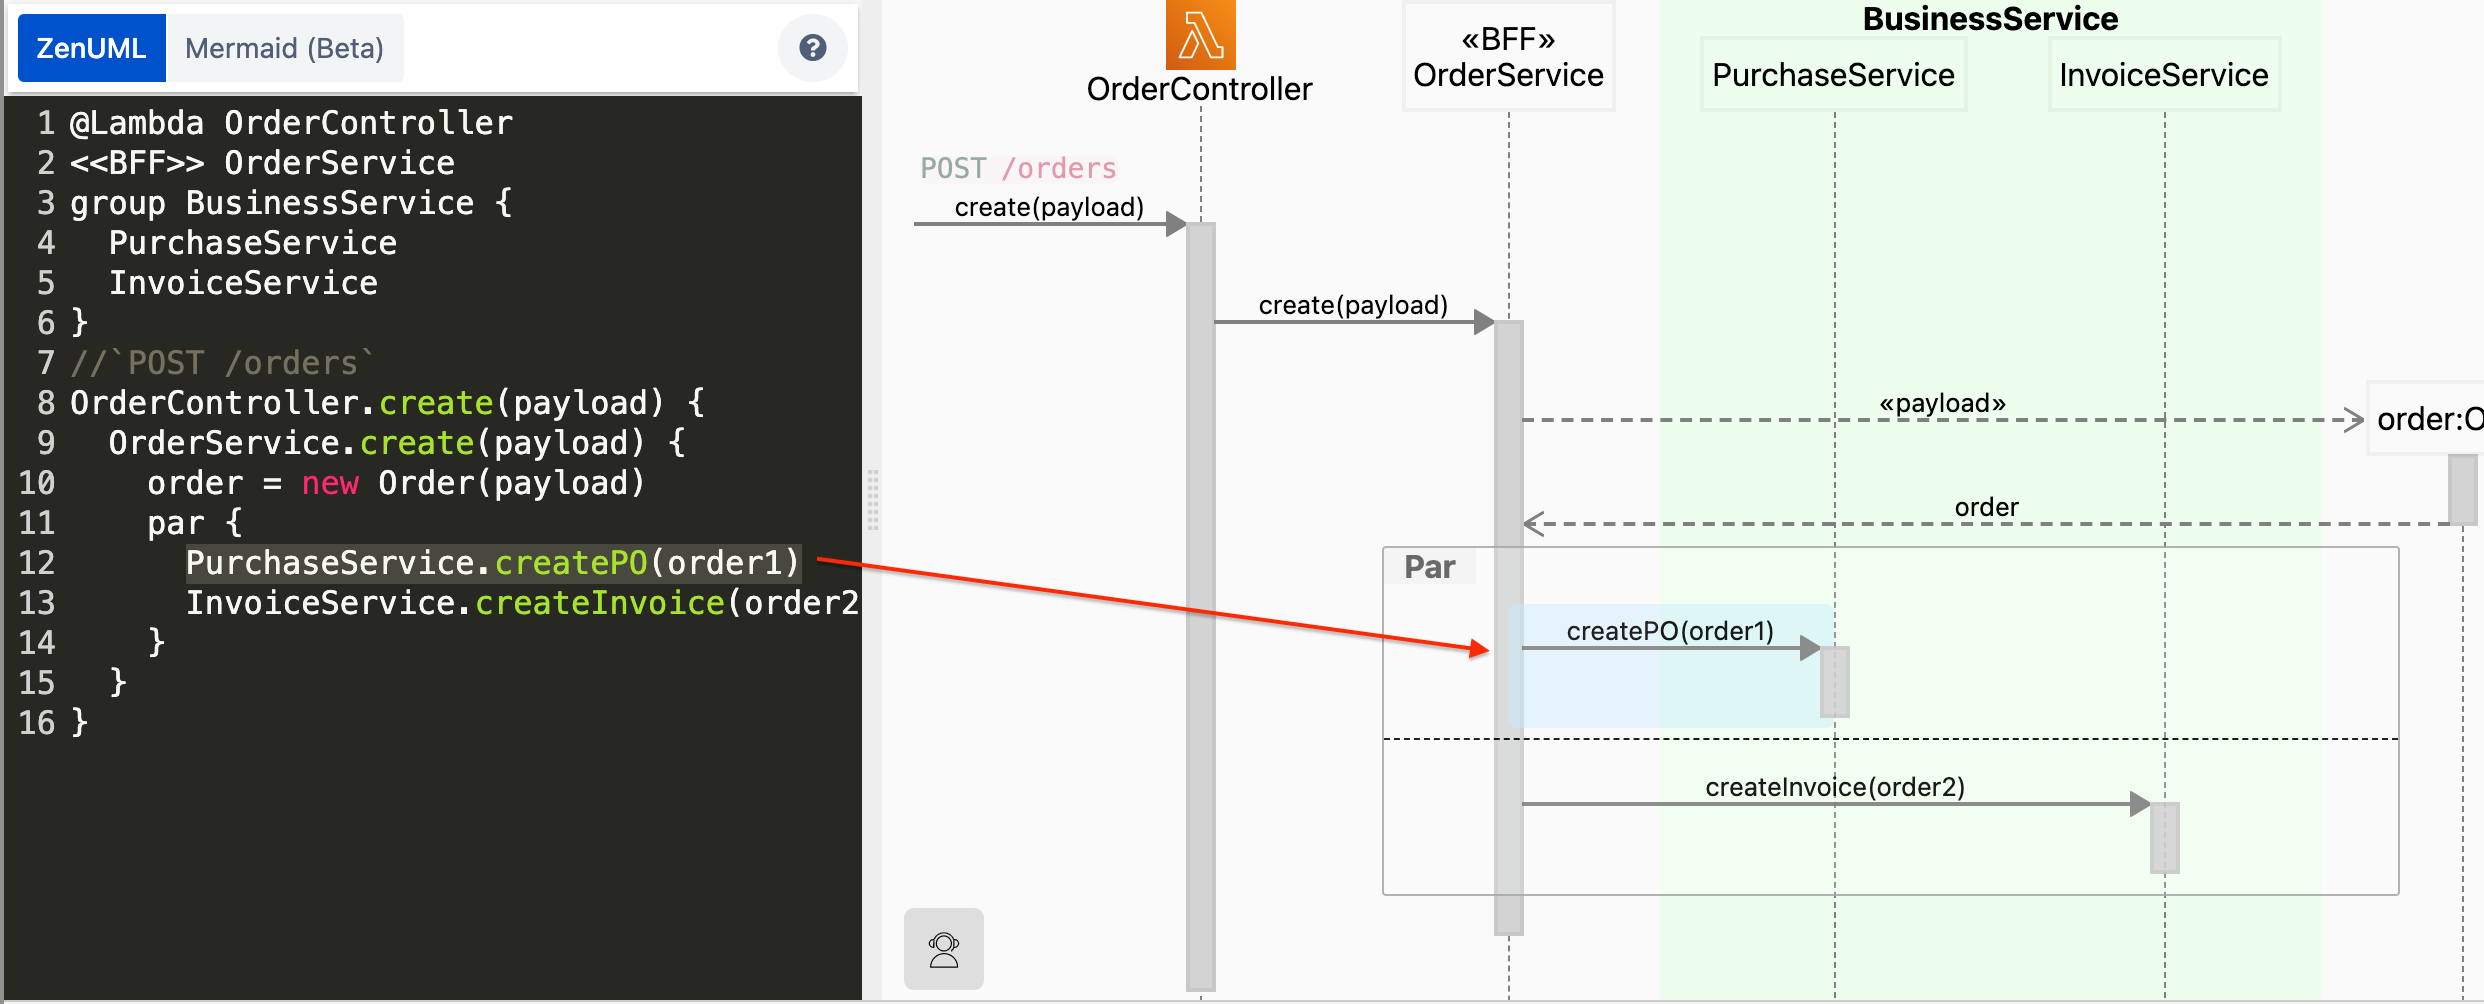 ZenUML Mermaid (Beta) ?
1 @Lambda OrderController
2 <<BFF>> OrderService
3 group BusinessService {
4 PurchaseService
5 InvoiceService
6 }
7 //`POST /orders`
8 OrderController.create(payload) {
9 OrderService.create(payload) {
10 order = new Order(payload)
11 par {
12 PurchaseService.createPO(order1)
13 InvoiceService.createInvoice(order2
14 }
15 }
16 }
OrderController
«BFF»
OrderService
BusinessService
PurchaseService
InvoiceService
POST /orders
create(payload)
create(payload)
«payload»
order:O
order
Par
createPO(order1)
createInvoice(order2)